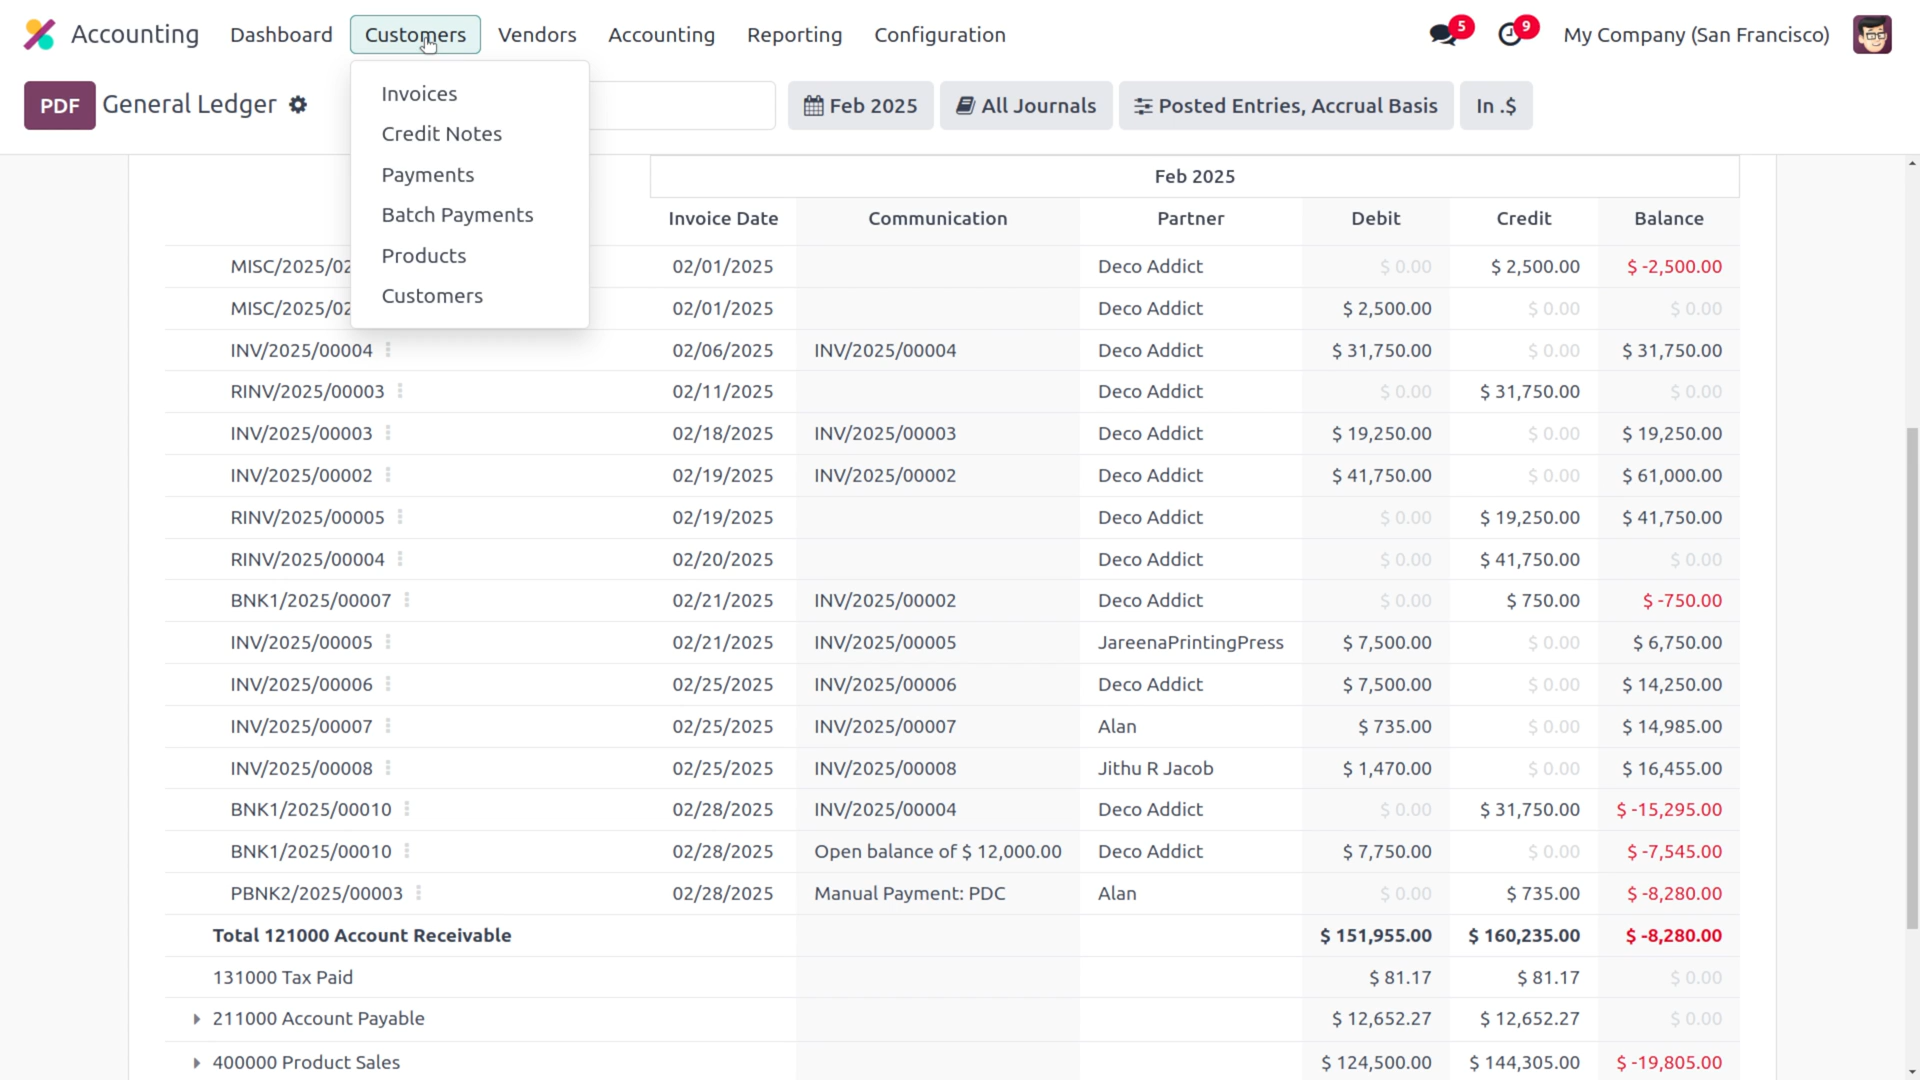 Accounting Dashboard Customers Vendors Accounting Reporting Configuration 5 9 My Company (San Francisco)
PDF General Ledger Feb 2025 All Journals Posted Entries, Accrual Basis In .$
Invoices
Credit Notes
Payments
Batch Payments
Products
Customers
Feb 2025
Invoice Date Communication Partner Debit Credit Balance
MISC/2025/02 02/01/2025 Deco Addict $ 0.00 $ 2,500.00 $ -2,500.00
MISC/2025/02 02/01/2025 Deco Addict $ 2,500.00 $ 0.00 $ 0.00
INV/2025/00004 02/06/2025 INV/2025/00004 Deco Addict $ 31,750.00 $ 0.00 $ 31,750.00
RINV/2025/00003 02/11/2025 Deco Addict $ 0.00 $ 31,750.00 $ 0.00
INV/2025/00003 02/18/2025 INV/2025/00003 Deco Addict $ 19,250.00 $ 0.00 $ 19,250.00
INV/2025/00002 02/19/2025 INV/2025/00002 Deco Addict $ 41,750.00 $ 0.00 $ 61,000.00
RINV/2025/00005 02/19/2025 Deco Addict $ 0.00 $ 19,250.00 $ 41,750.00
RINV/2025/00004 02/20/2025 Deco Addict $ 0.00 $ 41,750.00 $ 0.00
BNK1/2025/00007 02/21/2025 INV/2025/00002 Deco Addict $ 0.00 $ 750.00 $ -750.00
INV/2025/00005 02/21/2025 INV/2025/00005 JareenaPrintingPress $ 7,500.00 $ 0.00 $ 6,750.00
INV/2025/00006 02/25/2025 INV/2025/00006 Deco Addict $ 7,500.00 $ 0.00 $ 14,250.00
INV/2025/00007 02/25/2025 INV/2025/00007 Alan $ 735.00 $ 0.00 $ 14,985.00
INV/2025/00008 02/25/2025 INV/2025/00008 Jithu R Jacob $ 1,470.00 $ 0.00 $ 16,455.00
BNK1/2025/00010 02/28/2025 INV/2025/00004 Deco Addict $ 0.00 $ 31,750.00 $ -15,295.00
BNK1/2025/00010 02/28/2025 Open balance of $ 12,000.00 Deco Addict $ 7,750.00 $ 0.00 $ -7,545.00
PBNK2/2025/00003 02/28/2025 Manual Payment: PDC Alan $ 0.00 $ 735.00 $ -8,280.00
Total 121000 Account Receivable $ 151,955.00 $ 160,235.00 $ -8,280.00
131000 Tax Paid $ 81.17 $ 81.17 $ 0.00
211000 Account Payable $ 12,652.27 $ 12,652.27 $ 0.00
400000 Product Sales $ 124,500.00 $ 144,305.00 $ -19,805.00